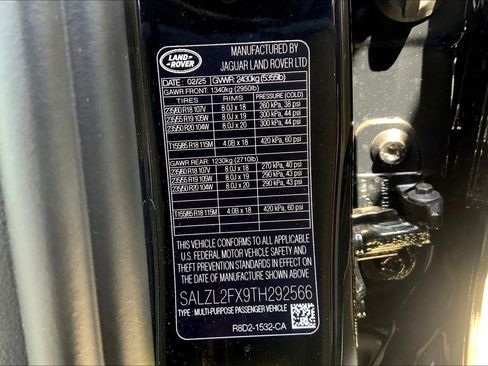 LAND
ROVER
MANUFACTURED BY
JAGUAR LAND ROVER LTD
DATE: 02/25 GVWR: 2430kg (5355lb)
GAWR FRONT: 1340kg (2950lb)
TIRES RIMS PRESSURE (COLD)
235/60 R18 107V 8.0J x 18 260 kPa, 38 psi
235/55 R19 105W 8.0J x 19 300 kPa, 44 psi
235/50 R20 104W 8.0J x 20 300 kPa, 44 psi
T155/85 R18 115M 4.0B x 18 420 kPa, 60 psi
GAWR REAR: 1230kg (2710lb)
235/60 R18 107V 8.0J x 18 270 kPa, 40 psi
235/55 R19 105W 8.0J x 19 290 kPa, 43 psi
235/50 R20 104W 8.0J x 20 290 kPa, 43 psi
T155/85 R18 115M 4.0B x 18 420 kPa, 60 psi
THIS VEHICLE CONFORMS TO ALL APPLICABLE
U.S. FEDERAL MOTOR VEHICLE SAFETY AND
THEFT PREVENTION STANDARDS IN EFFECT ON
THE DATE OF MANUFACTURE SHOWN ABOVE.
SALZL2FX9TH292566
TYPE: MULTI-PURPOSE PASSENGER VEHICLE
R8D2-1532-CA